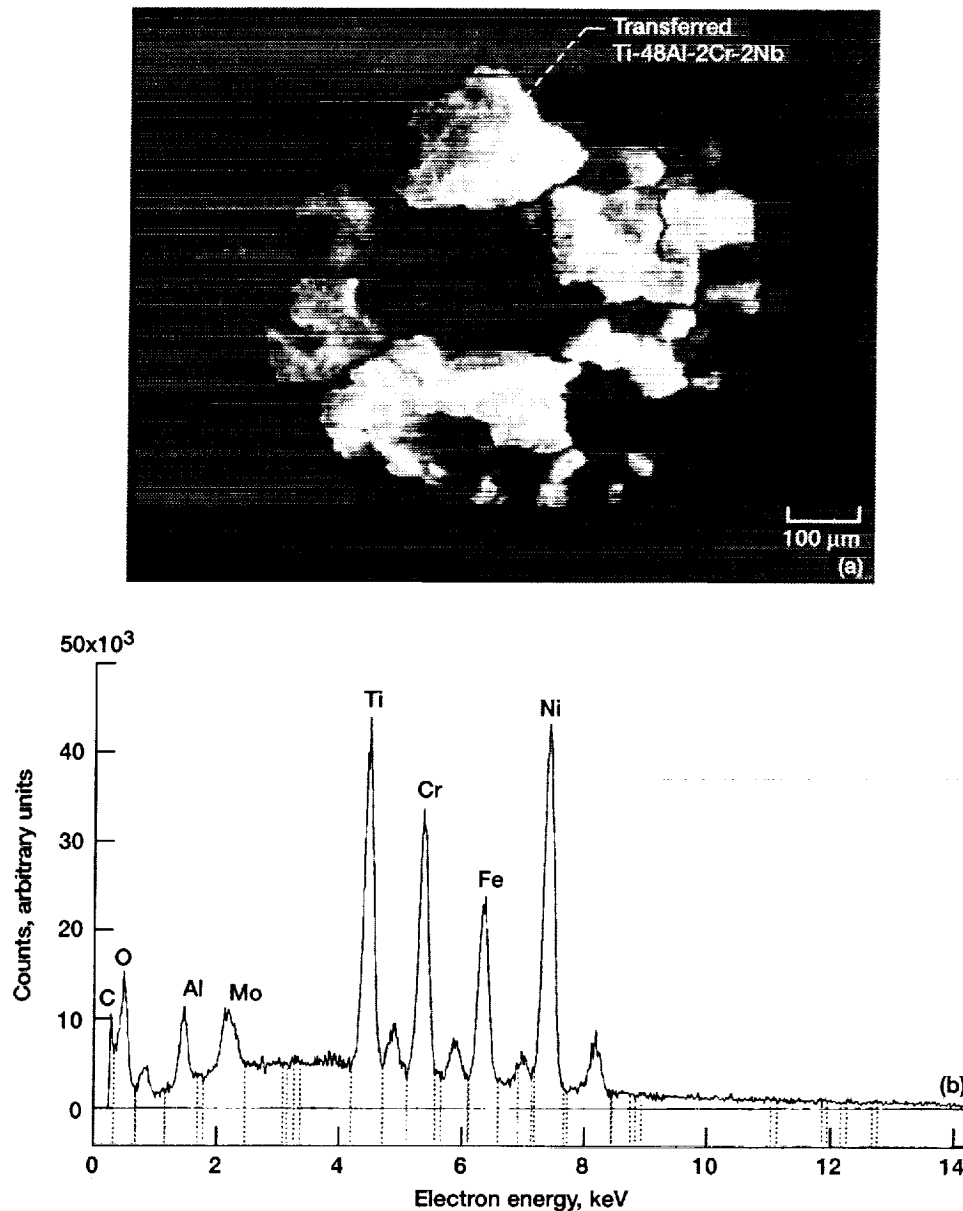 Transferred
Ti-48Al-2Cr-2Nb
100 μm
(a)
50x10³
Ti
Ni
40
Cr
30
Fe
20
O
C
Al
Mo
10
(b)
0
0 2 4 6 8 10 12 14
Counts, arbitrary units
Electron energy, keV